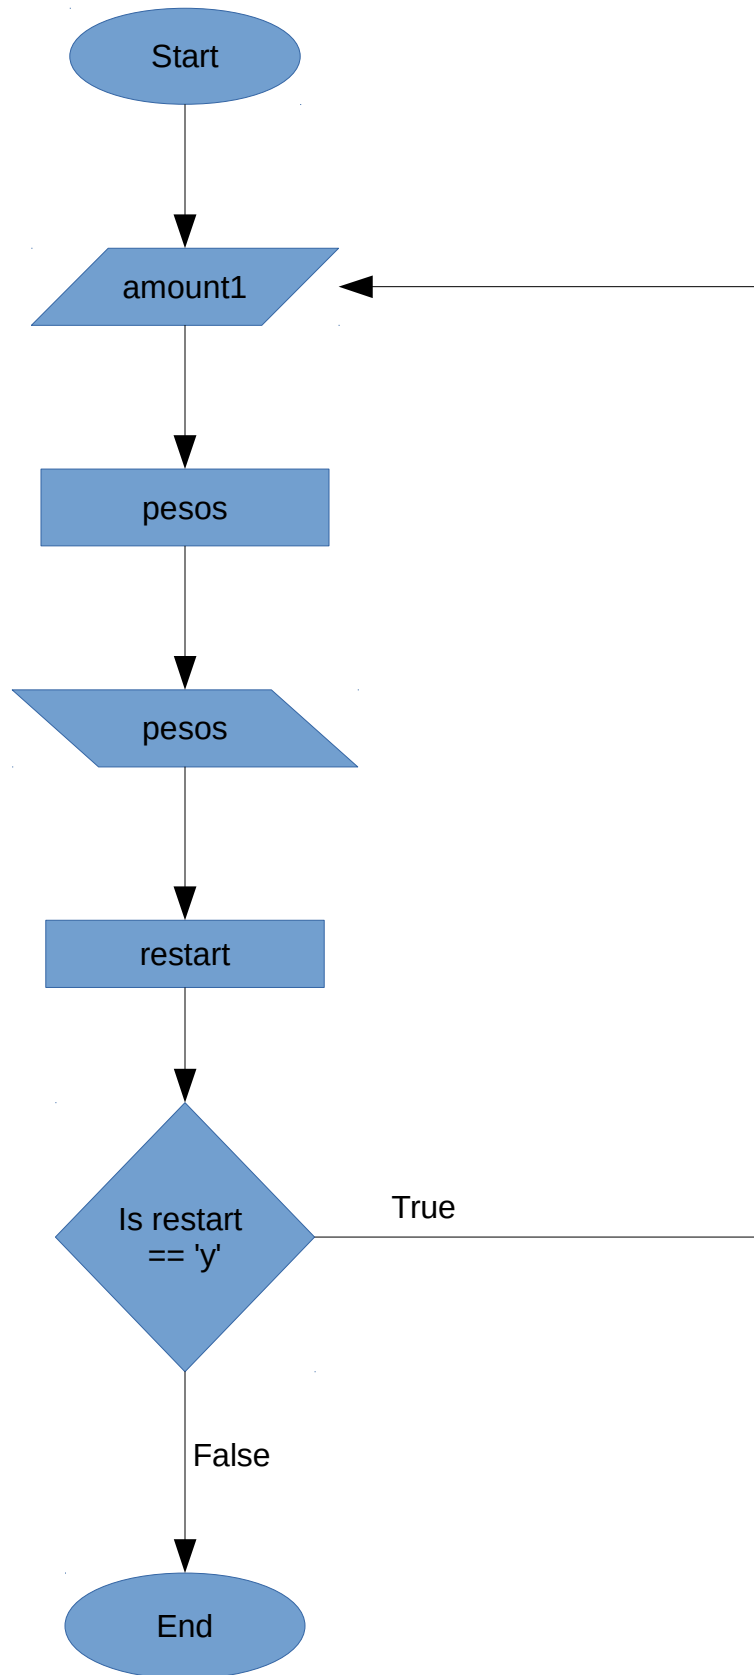 Start
amount1
pesos
pesos
restart
Is restart
== 'y'
True
False
End